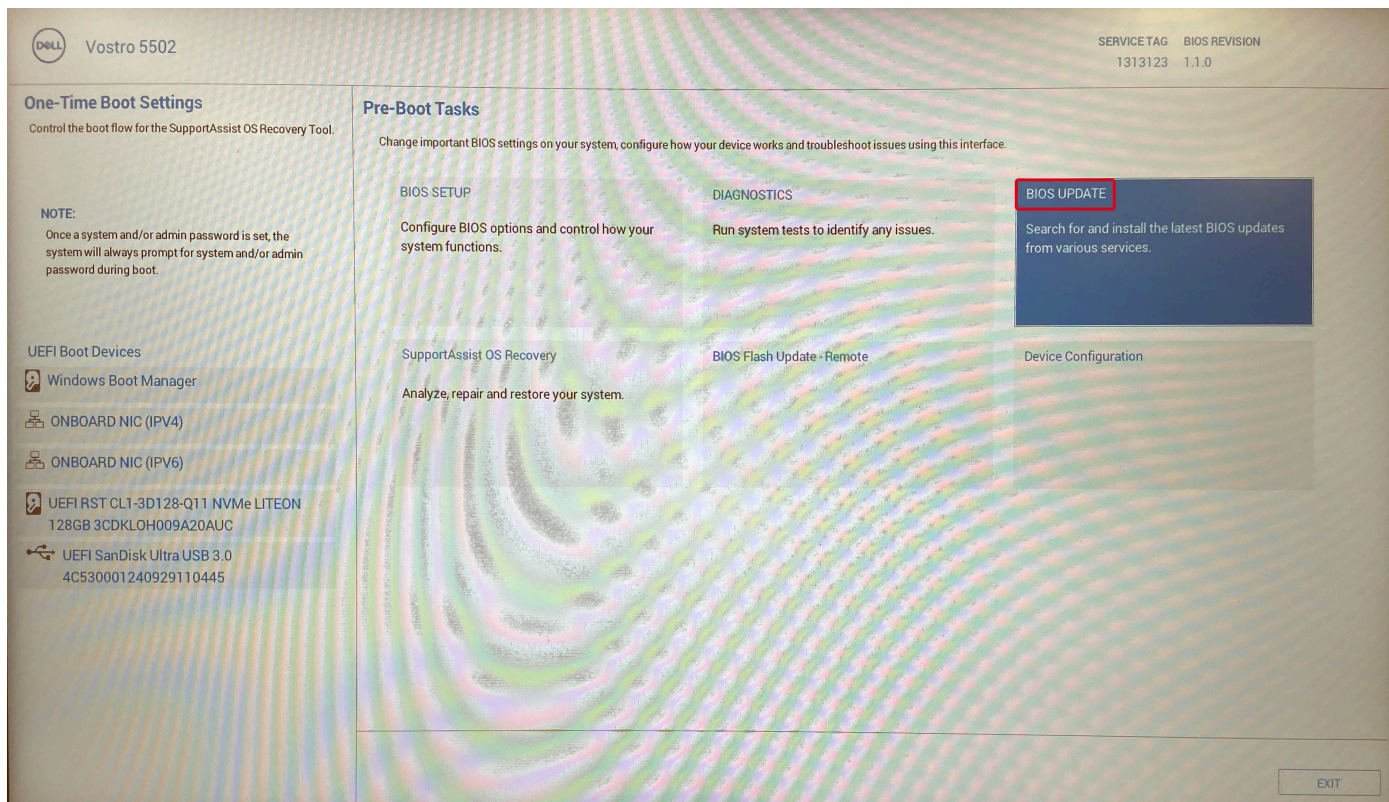 DELL
Vostro 5502
SERVICE TAG BIOS REVISION
1313123 1.1.0
One-Time Boot Settings
Control the boot flow for the SupportAssist OS Recovery Tool.
NOTE:
Once a system and/or admin password is set, the
system will always prompt for system and/or admin
password during boot.
UEFI Boot Devices
Windows Boot Manager
ONBOARD NIC (IPV4)
ONBOARD NIC (IPV6)
UEFI RST CL1-3D128-Q11 NVMe LITEON
128GB 3CDKLOH009A20AUC
UEFI SanDisk Ultra USB 3.0
4C530001240929110445
Pre-Boot Tasks
Change important BIOS settings on your system, configure how your device works and troubleshoot issues using this interface.
BIOS SETUP
Configure BIOS options and control how your
system functions.
DIAGNOSTICS
Run system tests to identify any issues.
BIOS UPDATE
Search for and install the latest BIOS updates
from various services.
SupportAssist OS Recovery
Analyze, repair and restore your system.
BIOS Flash Update - Remote
Device Configuration
EXIT